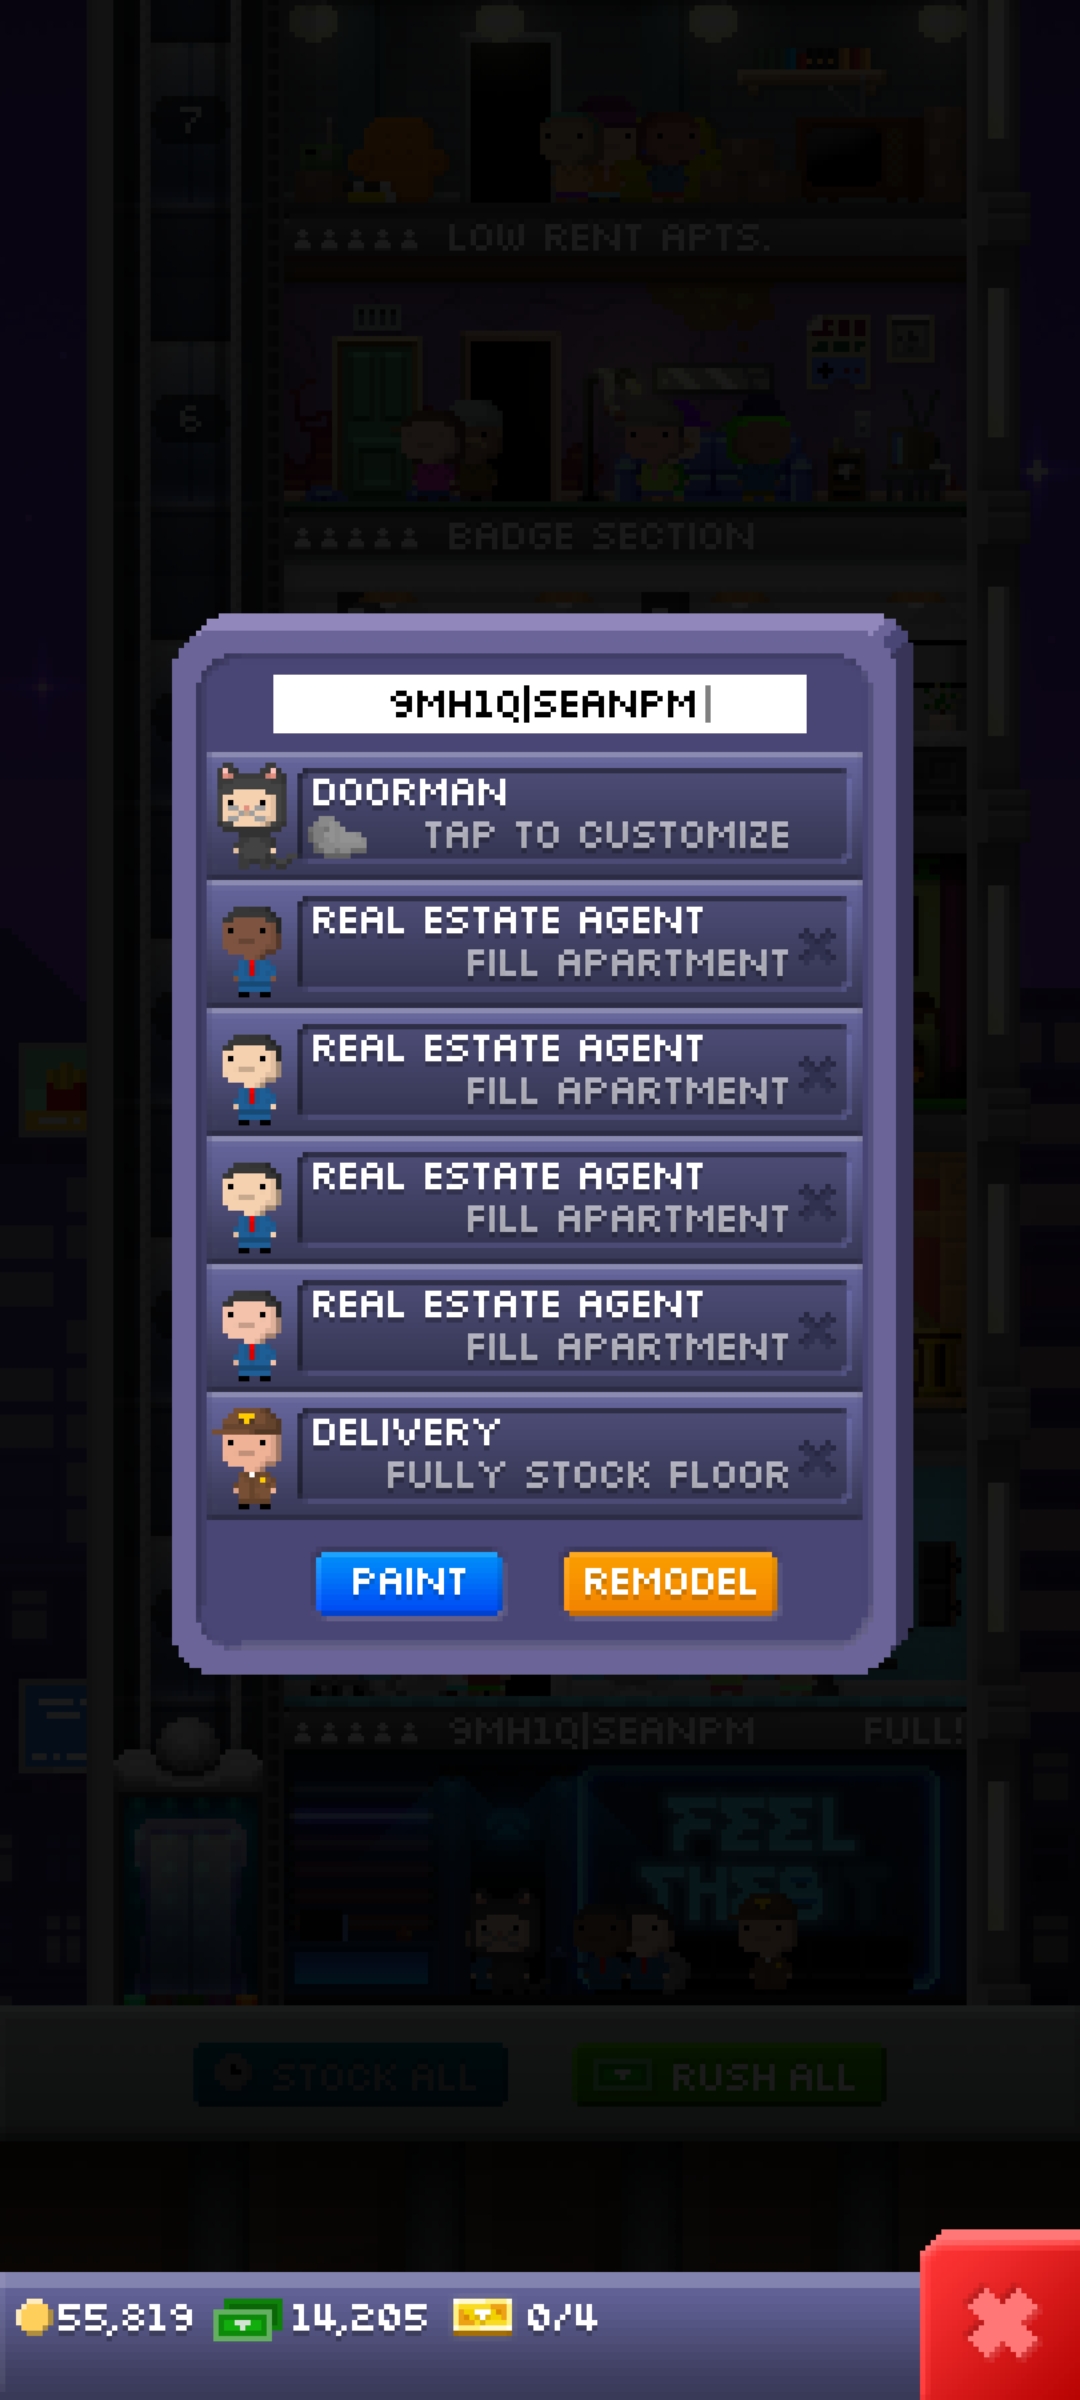 7
LOW RENT APTS.
6
BADGE SECTION
9MH1Q|SEANPM
DOORMAN
TAP TO CUSTOMIZE
REAL ESTATE AGENT
FILL APARTMENT
REAL ESTATE AGENT
FILL APARTMENT
REAL ESTATE AGENT
FILL APARTMENT
REAL ESTATE AGENT
FILL APARTMENT
DELIVERY
FULLY STOCK FLOOR
PAINT REMODEL
9MH1Q|SEANPM FULL!
FEEL
STOCK ALL RUSH ALL
55,819 14,205 0/4